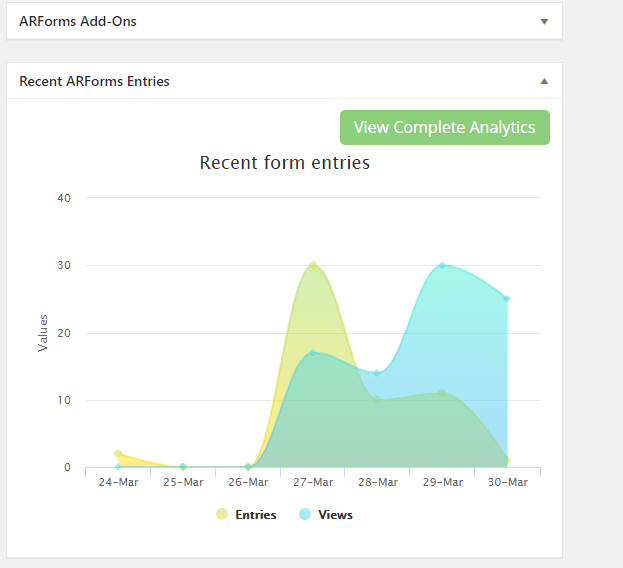 ARForms Add-Ons
Recent ARForms Entries
View Complete Analytics
Recent form entries
40
30
20
10
0
Values
24-Mar 25-Mar 26-Mar 27-Mar 28-Mar 29-Mar 30-Mar
Entries Views